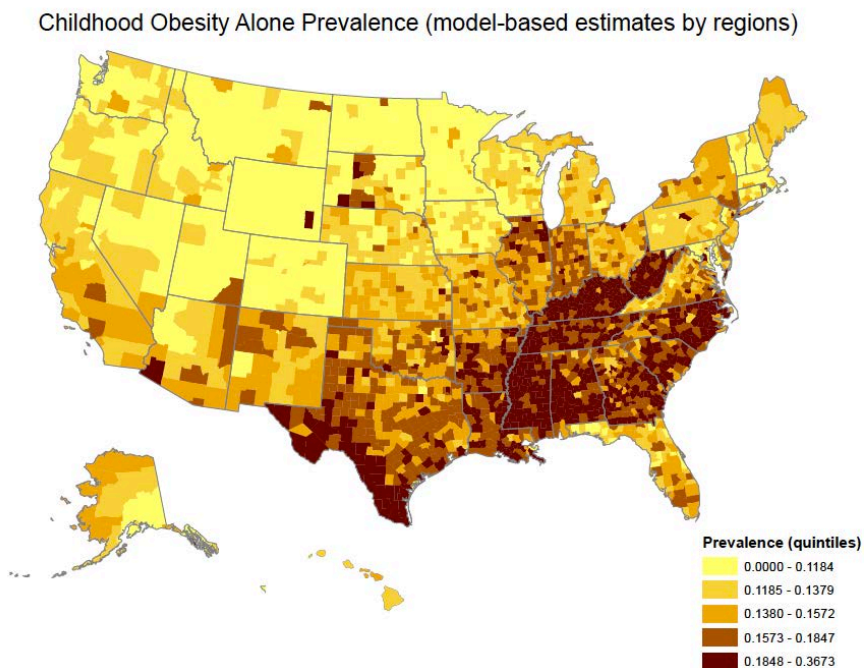 Childhood Obesity Alone Prevalence (model-based estimates by regions)
Prevalence (quintiles)
0.0000 - 0.1184
0.1185 - 0.1379
0.1380 - 0.1572
0.1573 - 0.1847
0.1848 - 0.3673